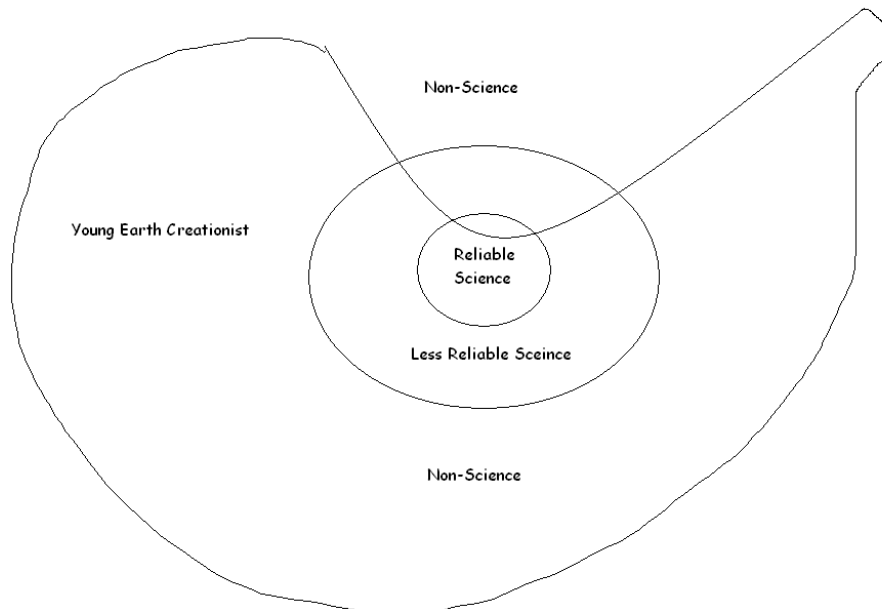 Non-Science
Young Earth Creationist
Reliable
Science
Less Reliable Sceince
Non-Science